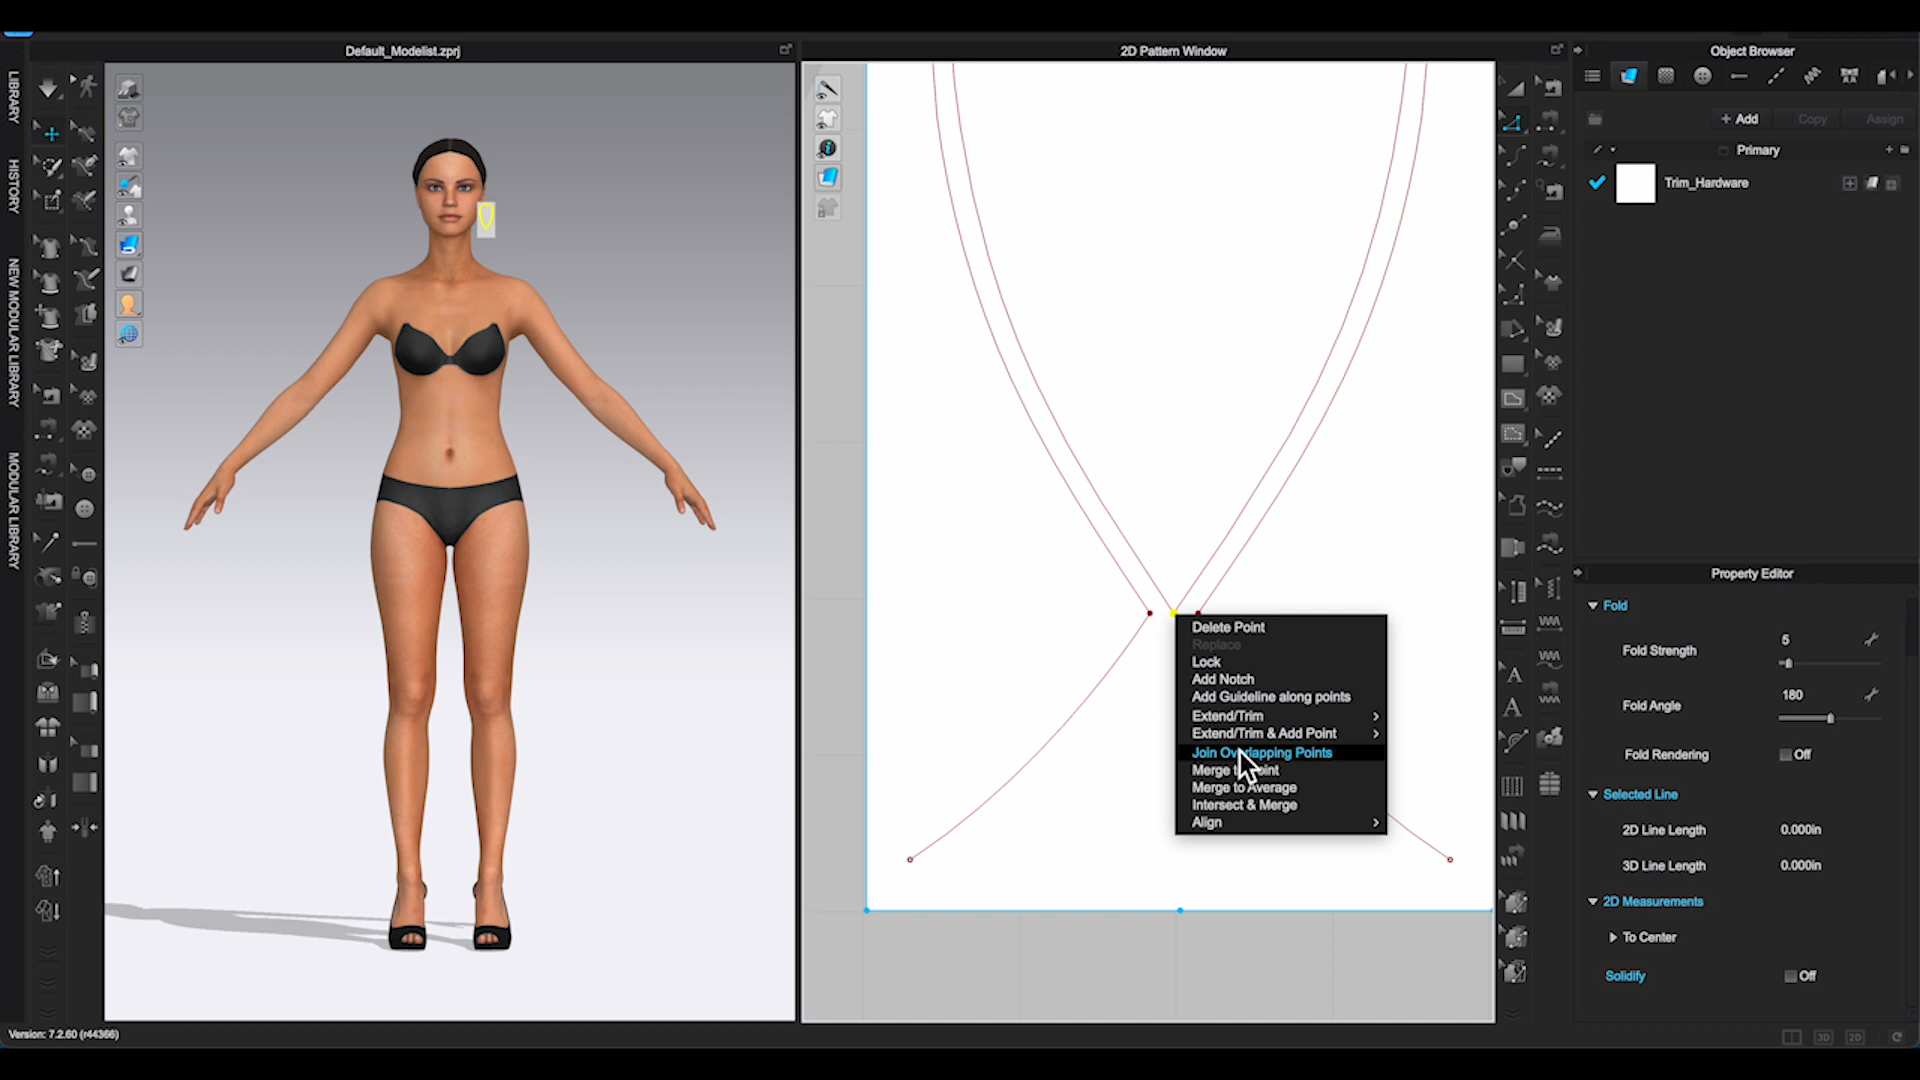 Default_Modelist.zprj
2D Pattern Window
Object Browser
LIBRARY
HISTORY
NEW MODULAR LIBRARY
MODULAR LIBRARY
+ Add
Copy
Assign
Primary
Trim_Hardware
Delete Point
Replace
Lock
Add Notch
Add Guideline along points
Extend/Trim
Extend/Trim & Add Point
Join Overlapping Points
Merge to Point
Merge to Average
Intersect & Merge
Align
Property Editor
Fold
Fold Strength
5
Fold Angle
180
Fold Rendering
Off
Selected Line
2D Line Length
0.000in
3D Line Length
0.000in
2D Measurements
To Center
Solidify
Off
A
A
Version: 7.2.60 (r44366)
3D
2D